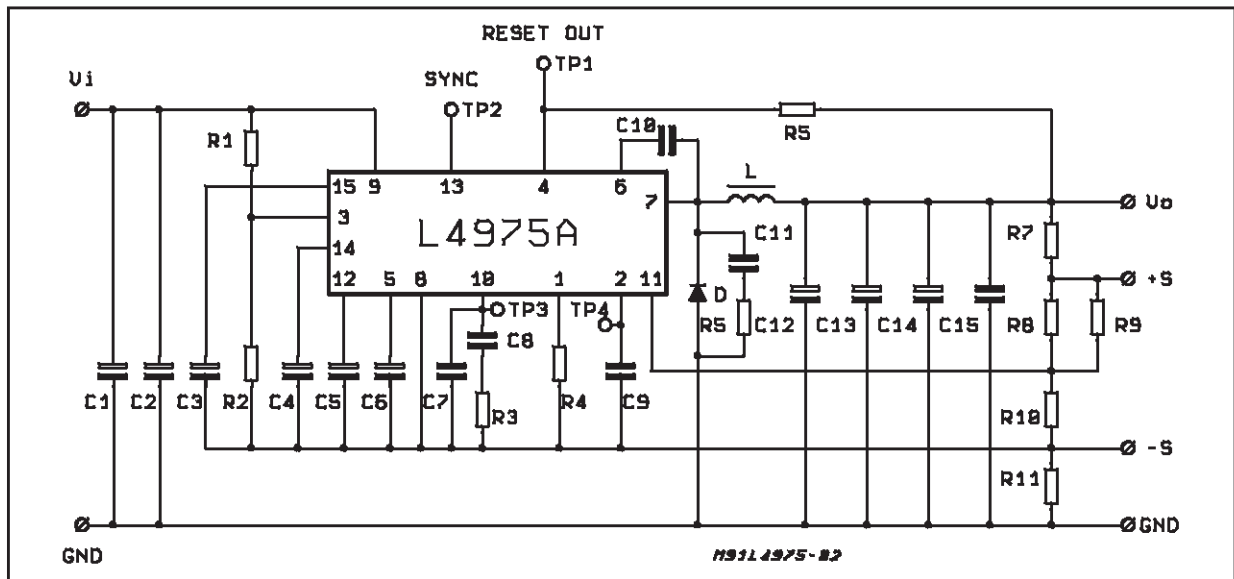 RESET OUT
TP1
Vi
SYNC
TP2
R1
C10
R5
L
15 9 13 4 6
7
3
L4975A
14
12 5 8 10 1 2 11
Vo
R7
C11
+S
TP3
TP4
D
R5
C12
C13
C14
C15
R8
R9
C8
C1
C2
C3
R2
C4
C5
C6
C7
R3
R4
C9
R10
-S
R11
GND
GND
M91L4975-02